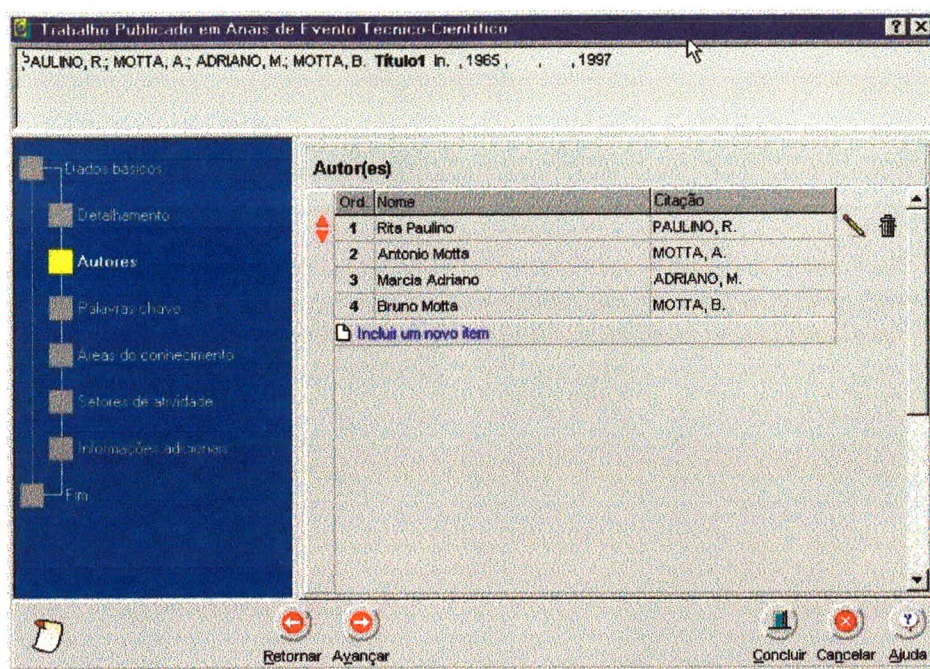 Trabalho Publicado em Anais de Evento Técnico-Científico
PAULINO, R.; MOTTA, A.; ADRIANO, M.; MOTTA, B. Título1 In. , 1965 , , , 1997
Dados básicos
Detalhamento
Autores
Palavras chave
Áreas do conhecimento
Setores de atividade
Informações adicionais
Fim
Autor(es)
Ord. Nome Citação
1 Rita Paulino PAULINO, R.
2 Antonio Motta MOTTA, A.
3 Marcia Adriano ADRIANO, M.
4 Bruno Motta MOTTA, B.
Incluir um novo item
Retornar Avançar Concluir Cancelar Ajuda